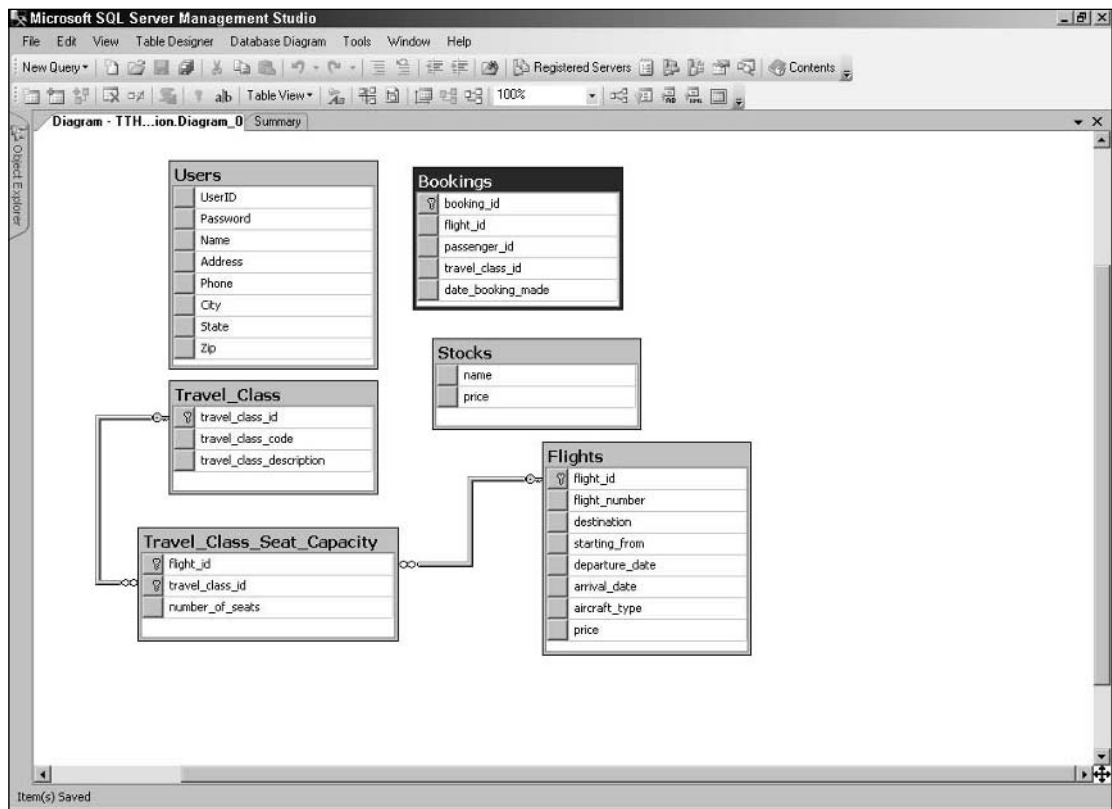 Microsoft SQL Server Management Studio
File Edit View Table Designer Database Diagram Tools Window Help
New Query Registered Servers Contents
ab Table View 100%
Diagram - TTH...ion.Diagram_0 Summary
Object Explorer
Users
UserID
Password
Name
Address
Phone
City
State
Zip
Bookings
booking_id
flight_id
passenger_id
travel_class_id
date_booking_made
Stocks
name
price
Travel_Class
travel_class_id
travel_class_code
travel_class_description
Flights
flight_id
flight_number
destination
starting_from
departure_date
arrival_date
aircraft_type
price
Travel_Class_Seat_Capacity
flight_id
travel_class_id
number_of_seats
Item(s) Saved